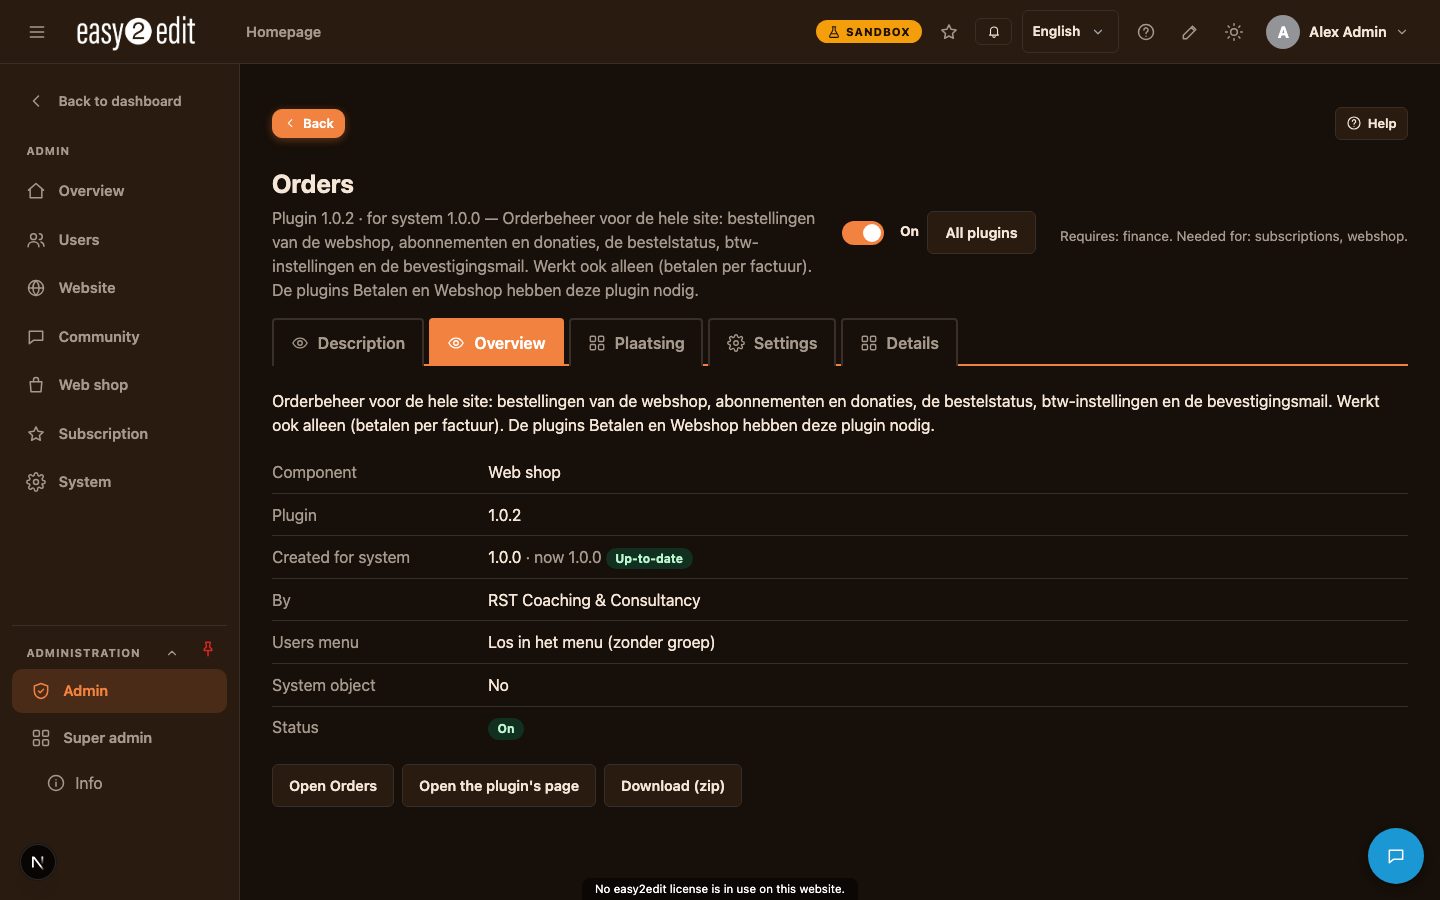 easy2edit
Homepage
SANDBOX
English
A
Alex Admin
Back to dashboard
ADMIN
Overview
Users
Website
Community
Web shop
Subscription
System
ADMINISTRATION
Admin
Super admin
Info
N
Back
Help
Orders
Plugin 1.0.2 · for system 1.0.0 — Orderbeheer voor de hele site: bestellingen
van de webshop, abonnementen en donaties, de bestelstatus, btw-
instellingen en de bevestigingsmail. Werkt ook alleen (betalen per factuur).
De plugins Betalen en Webshop hebben deze plugin nodig.
On
All plugins
Requires: finance. Needed for: subscriptions, webshop.
Description
Overview
Plaatsing
Settings
Details
Orderbeheer voor de hele site: bestellingen van de webshop, abonnementen en donaties, de bestelstatus, btw-instellingen en de bevestigingsmail. Werkt
ook alleen (betalen per factuur). De plugins Betalen en Webshop hebben deze plugin nodig.
Component Web shop
Plugin 1.0.2
Created for system 1.0.0 · now 1.0.0 Up-to-date
By RST Coaching & Consultancy
Users menu Los in het menu (zonder groep)
System object No
Status On
Open Orders
Open the plugin's page
Download (zip)
No easy2edit license is in use on this website.